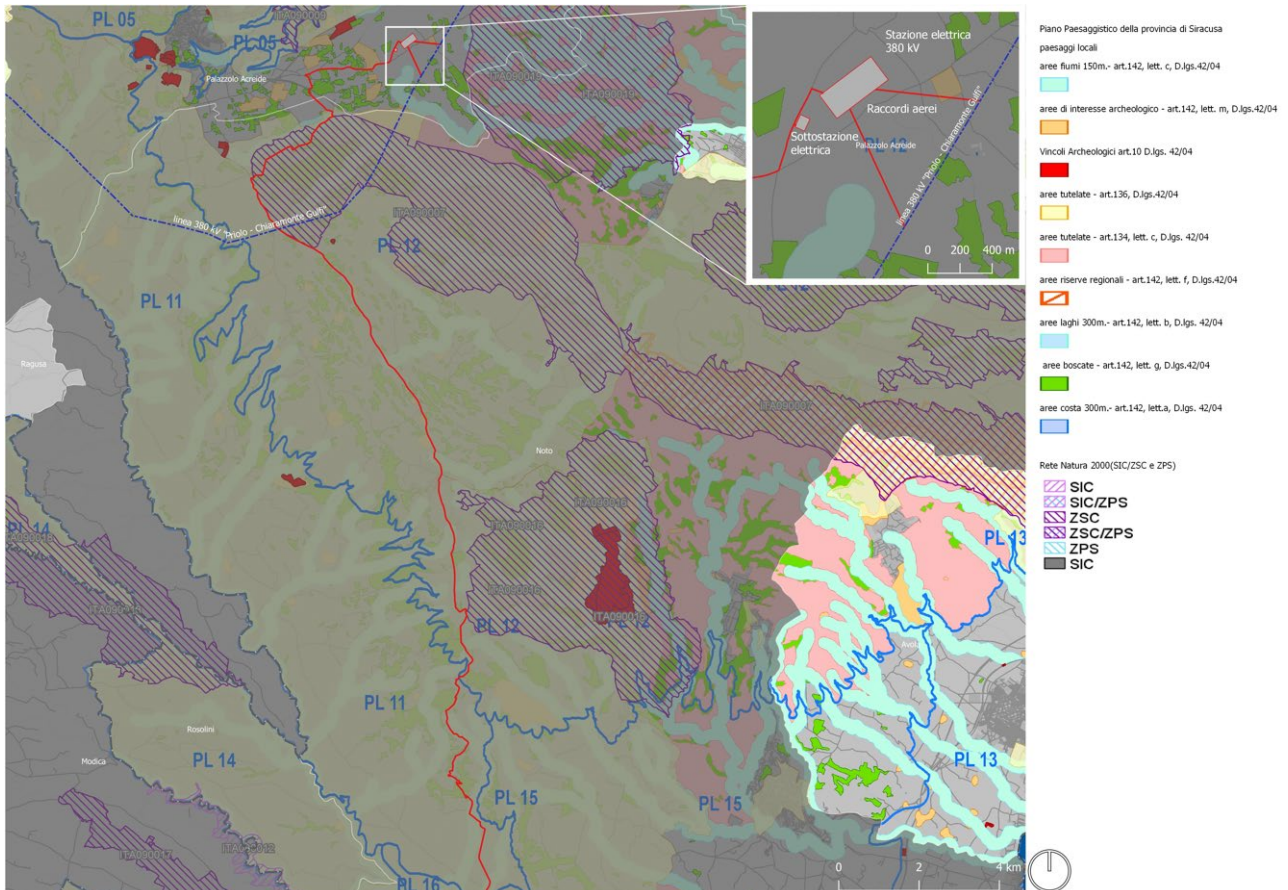 PL 05
PL 05
Palazzolo Acreide
ITA090007
linea 380 kV "Priolo - Chiaramonte Gulfi"
PL 12
PL 11
Ragusa
ITA090007
Noto
ITA090016
PL 14
PL 12
PL 13
Avola
PL 11
Rosolini
PL 14
Modica
PL 15
PL 15
PL 13
PL 16
0 2 4 km
Stazione elettrica
380 kV
Raccordi aerei
Sottostazione
elettrica
PL 12
Palazzolo Acreide
linea 380 kV "Priolo - Chiaramonte Gulfi"
0 200 400 m
Piano Paesaggistico della provincia di Siracusa
paesaggi locali
aree fiumi 150m.- art.142, lett. c, D.lgs.42/04
aree di interesse archeologico - art.142, lett. m, D.lgs.42/04
Vincoli Archeologici art.10 D.lgs. 42/04
aree tutelate - art.136, D.lgs.42/04
aree tutelate - art.134, lett. c, D.lgs. 42/04
aree riserve regionali - art.142, lett. f, D.lgs.42/04
aree laghi 300m.- art.142, lett. b, D.lgs. 42/04
aree boscate - art.142, lett. g, D.lgs.42/04
aree costa 300m.- art.142, lett.a, D.lgs. 42/04
Rete Natura 2000(SIC/ZSC e ZPS)
SIC
SIC/ZPS
ZSC
ZSC/ZPS
ZPS
SIC